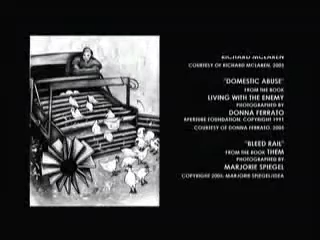 RICHARD McLAREN
COURTESY OF RICHARD McLAREN, 2005
"DOMESTIC ABUSE"
FROM THE BOOK
LIVING WITH THE ENEMY
PHOTOGRAPHED BY
DONNA FERRATO
APERTURE FOUNDATION. COPYRIGHT 1991
COURTESY OF DONNA FERRATO, 2005
"BLEED RAIL"
FROM THE BOOK THEM
PHOTOGRAPHED BY
MARJORIE SPIEGEL
COPYRIGHT 2005: MARJORIE SPIEGEL/IDEA